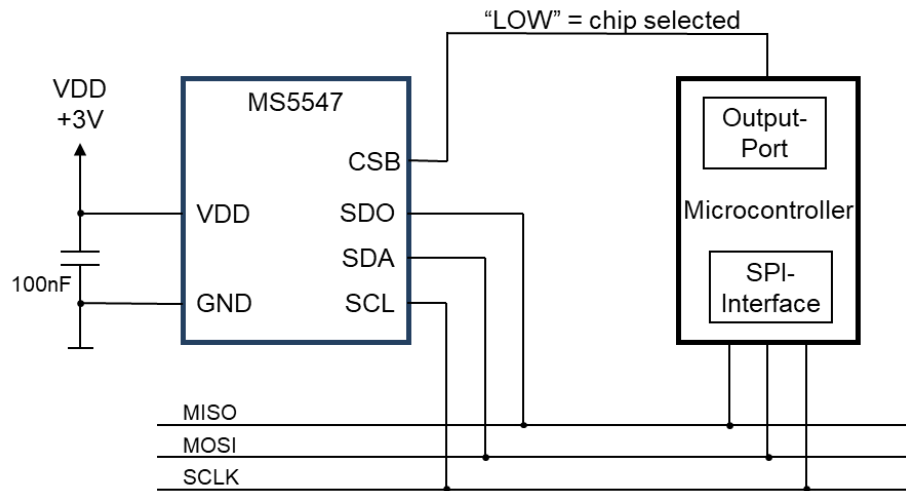 “LOW” = chip selected
VDD
+3V
100nF
MS5547
CSB
VDD
SDO
SDA
GND
SCL
Output-
Port
Microcontroller
SPI-
Interface
MISO
MOSI
SCLK